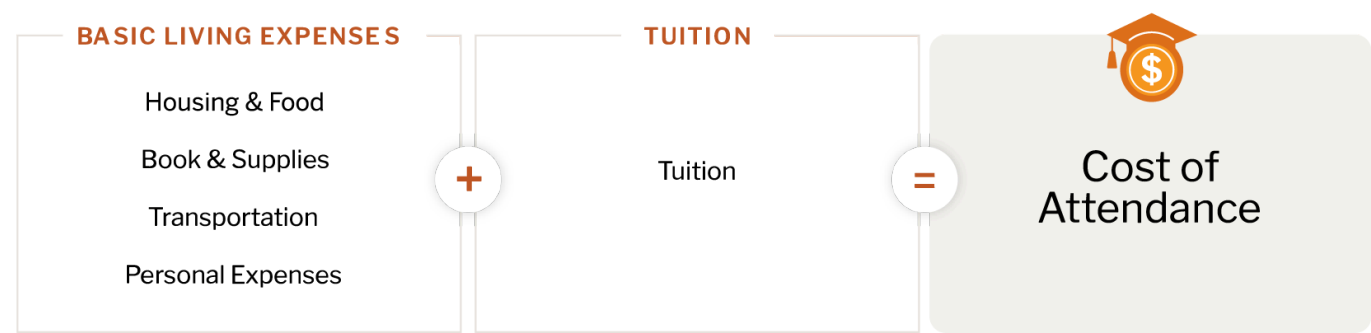 BASIC LIVING EXPENSES
Housing & Food
Book & Supplies
Transportation
Personal Expenses
+
TUITION
Tuition
=
$
Cost of
Attendance